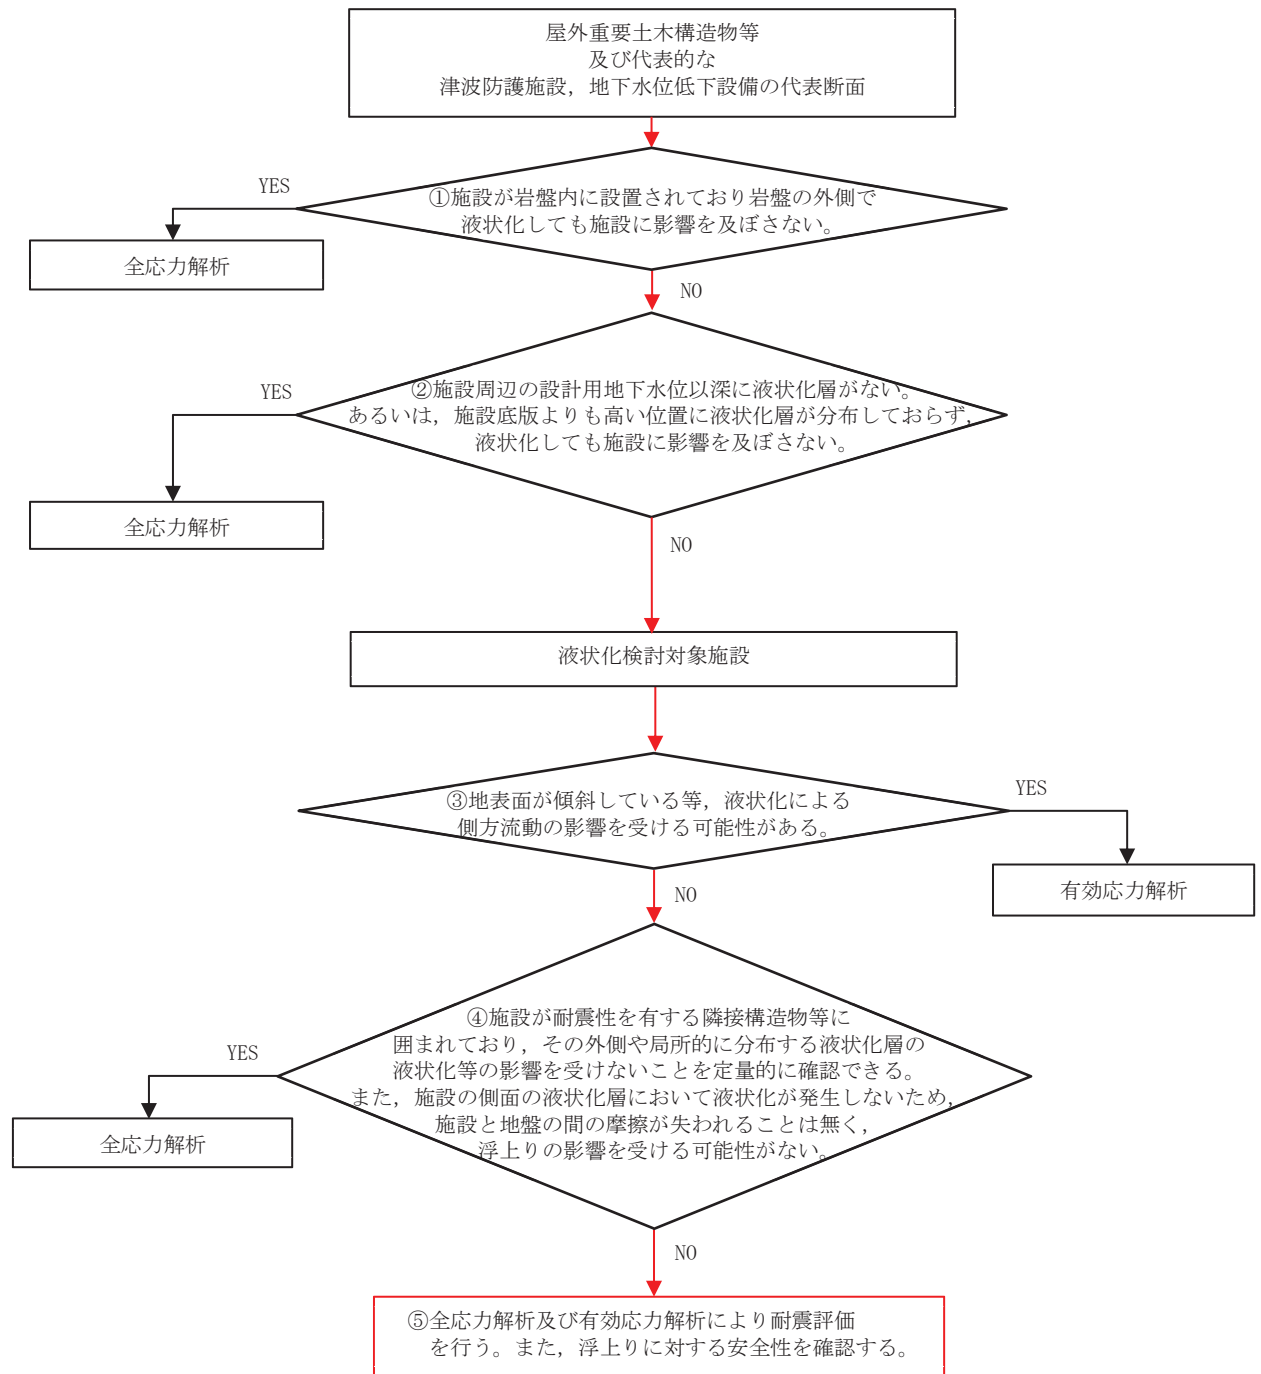 屋外重要土木構造物等
及び代表的な
津波防護施設，地下水位低下設備の代表断面
YES
①施設が岩盤内に設置されており岩盤の外側で
液状化しても施設に影響を及ぼさない。
全応力解析
NO
YES
②施設周辺の設計用地下水位以深に液状化層がない。
あるいは，施設底版よりも高い位置に液状化層が分布しておらず，
液状化しても施設に影響を及ぼさない。
全応力解析
NO
液状化検討対象施設
③地表面が傾斜している等，液状化による
側方流動の影響を受ける可能性がある。
YES
有効応力解析
NO
④施設が耐震性を有する隣接構造物等に
囲まれており，その外側や局所的に分布する液状化層の
液状化等の影響を受けないことを定量的に確認できる。
また，施設の側面の液状化層において液状化が発生しないため，
施設と地盤の間の摩擦が失われることは無く，
浮上りの影響を受ける可能性がない。
YES
全応力解析
NO
⑤全応力解析及び有効応力解析により耐震評価
を行う。また，浮上りに対する安全性を確認する。